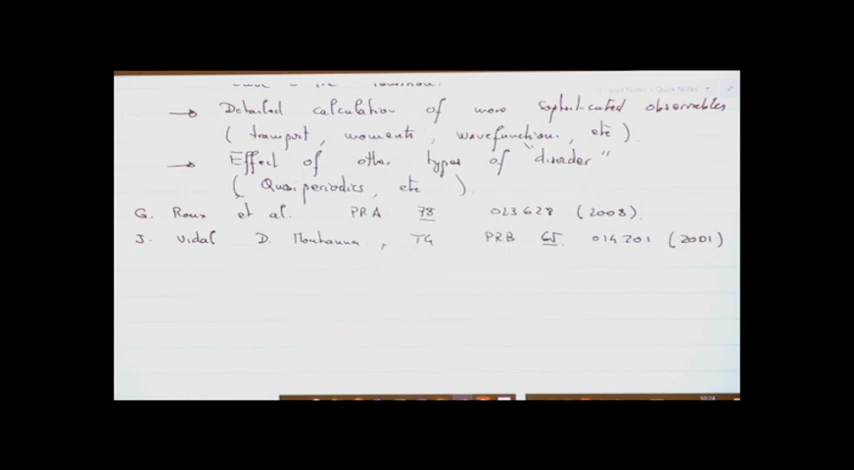 → Detailed calculation of more sophisticated observables
( transport, moments, wavefunction, etc ).
→ Effect of other types of "disorder"
( Quasiperiodics, etc ).
G. Roux et al. PRA 78 023628 (2008).
J. Vidal D. Mouhanna, TG PRB 65 014201 (2001)